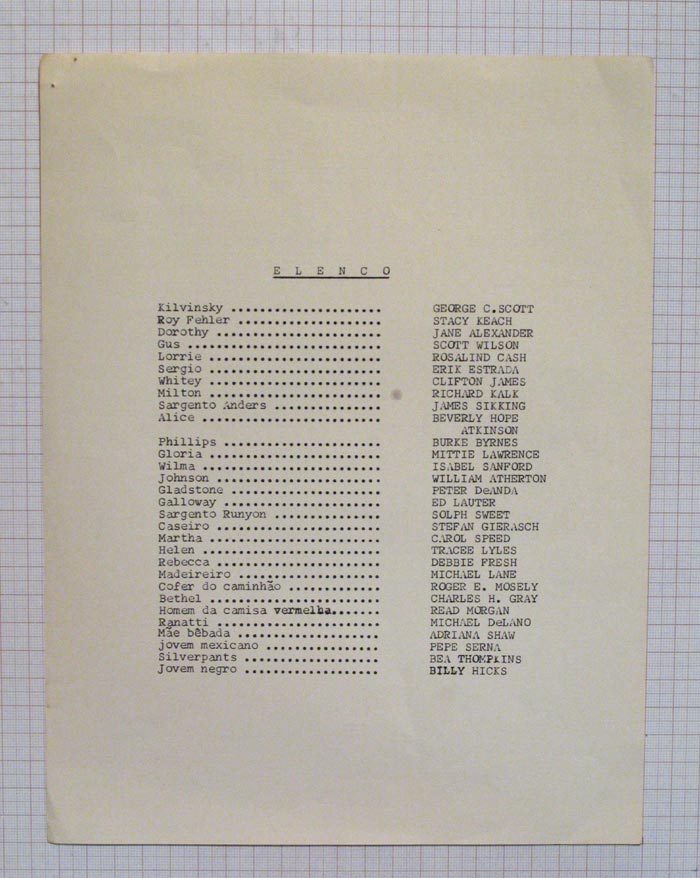 E L E N C O
Kilvinsky ..................... GEORGE C.SCOTT
Roy Fehler .................... STACY KEACH
Dorothy ....................... JANE ALEXANDER
Gus ........................... SCOTT WILSON
Lorrie ........................ ROSALIND CASH
Sergio ........................ ERIK ESTRADA
Whitey ........................ CLIFTON JAMES
Milton ........................ RICHARD KALK
Sargento Anders ............... JAMES SIKKING
Alice ......................... BEVERLY HOPE
ATKINSON
Phillips ...................... BURKE BYRNES
Gloria ........................ MITTIE LAWRENCE
Wilma ......................... ISABEL SANFORD
Johnson ....................... WILLIAM ATHERTON
Gladstone ..................... PETER DeANDA
Galloway ...................... ED LAUTER
Sargento Runyon ............... SOLPH SWEET
Caseiro ....................... STEFAN GIERASCH
Martha ........................ CAROL SPEED
Helen ......................... TRACEE LYLES
Rebecca ....................... DEBBIE FRESH
Madeireiro .................... MICHAEL LANE
Cofer do caminhão ............. ROGER E. MOSELY
Bethel ........................ CHARLES H. GRAY
Homem da camisa vermelha....... READ MORGAN
Ranatti ....................... MICHAEL DeLANO
Mãe bêbada .................... ADRIANA SHAW
jovem mexicano ................ PEPE SERNA
Silverpants ................... BEA THOMPKINS
Jovem negro ................... BILLY HICKS